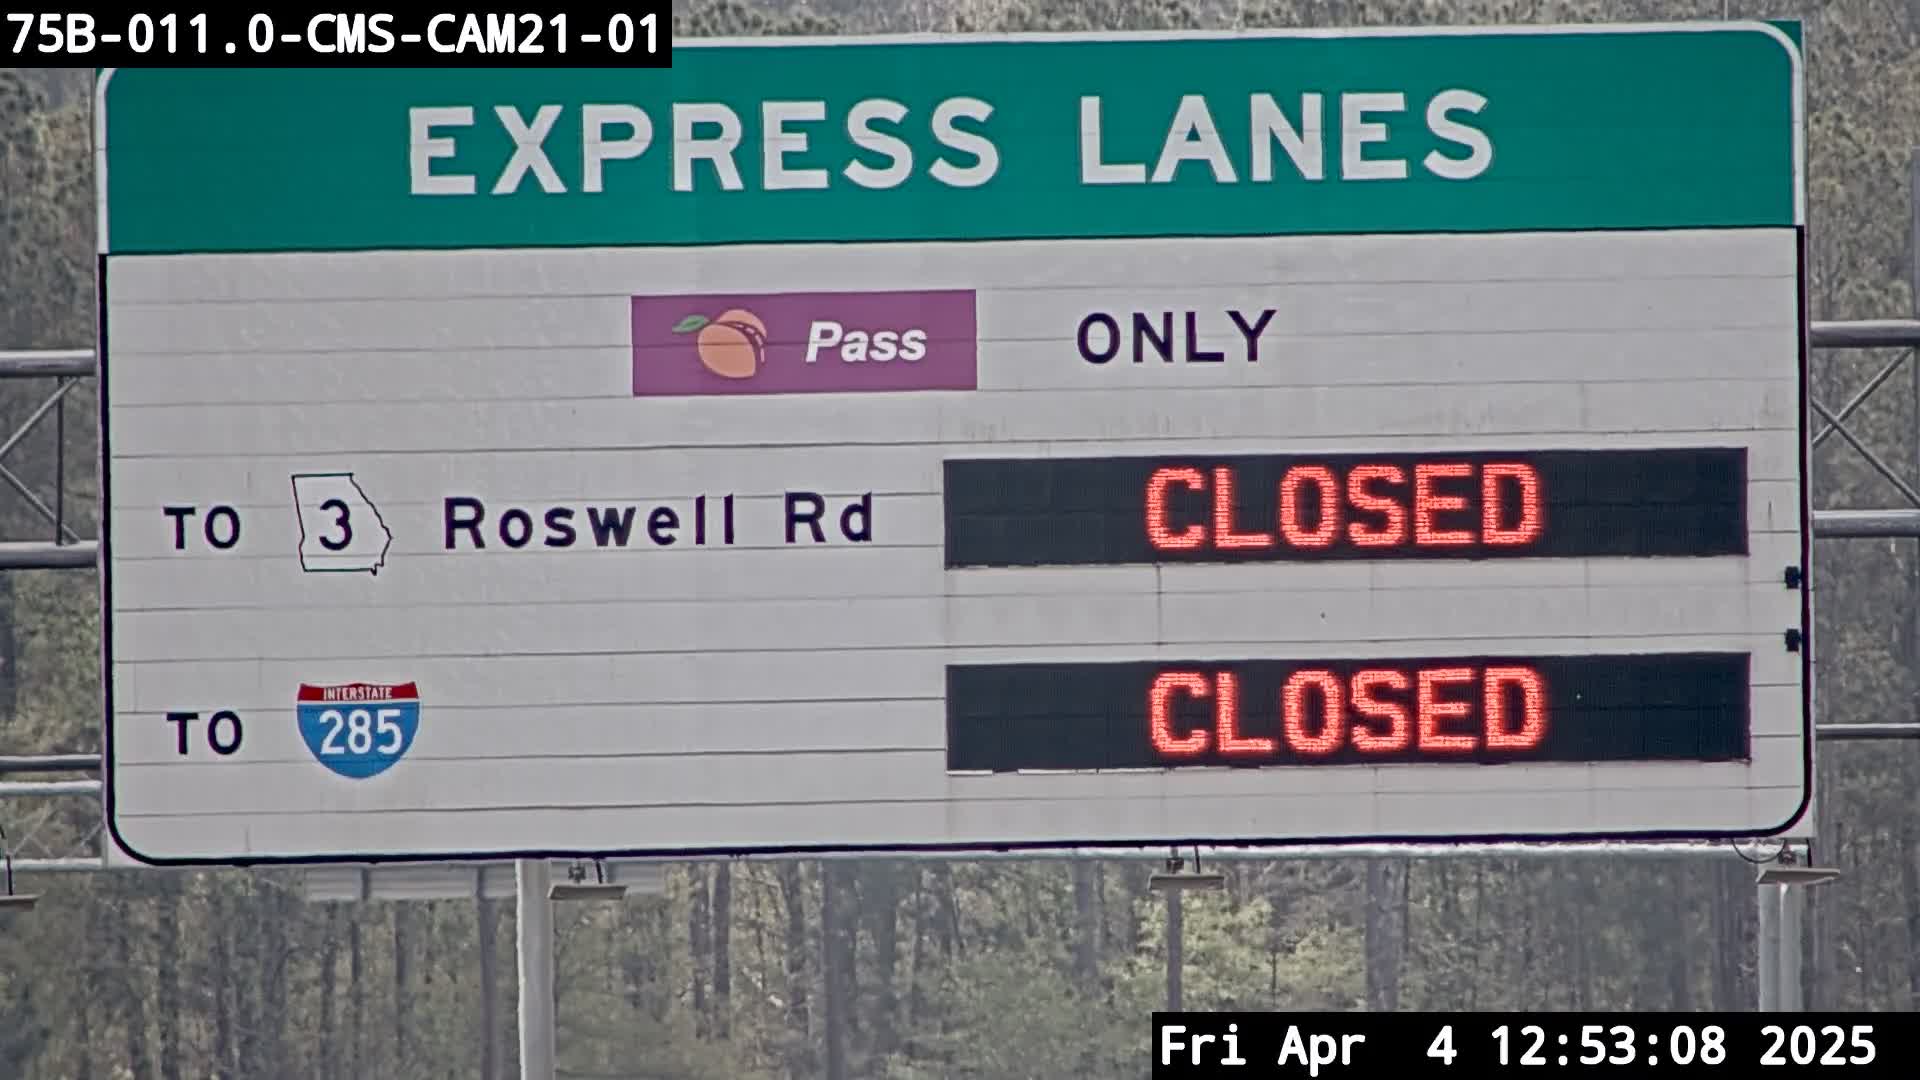 75B-011.0-CMS-CAM21-01
EXPRESS LANES
Pass ONLY
TO 3 Roswell Rd CLOSED
TO INTERSTATE 285 CLOSED
Fri Apr 4 12:53:08 2025